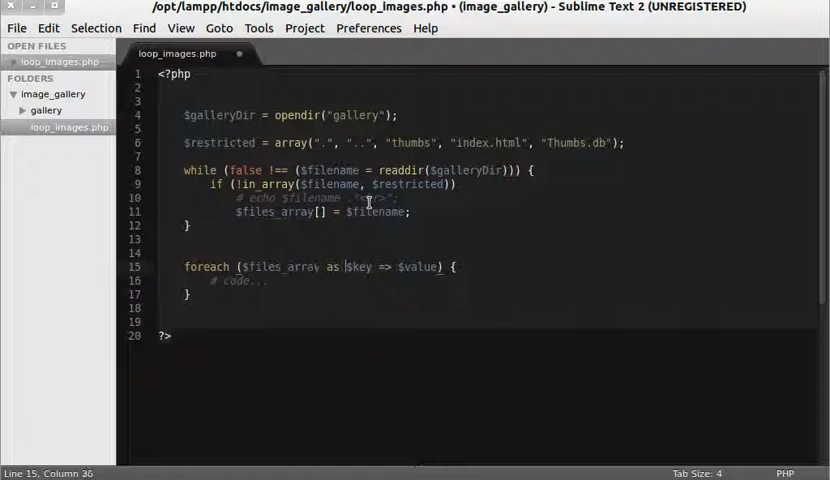 /opt/lampp/htdocs/image_gallery/loop_images.php • (image_gallery) - Sublime Text 2 (UNREGISTERED)
File Edit Selection Find View Goto Tools Project Preferences Help
OPEN FILES
loop_images.php
FOLDERS
image_gallery
gallery
loop_images.php
loop_images.php
1 <?php
2
3
4 $galleryDir = opendir("gallery");
5
6 $restricted = array(".", "..", "thumbs", "index.html", "Thumbs.db");
7
8 while (false !== ($filename = readdir($galleryDir))) {
9 if (!in_array($filename, $restricted))
10 # echo $filename ."<br>";
11 $files_array[] = $filename;
12 }
13
14
15 foreach ($files_array as $key => $value) {
16 # code...
17 }
18
19
20 ?>
Line 15, Column 36
Tab Size: 4
PHP